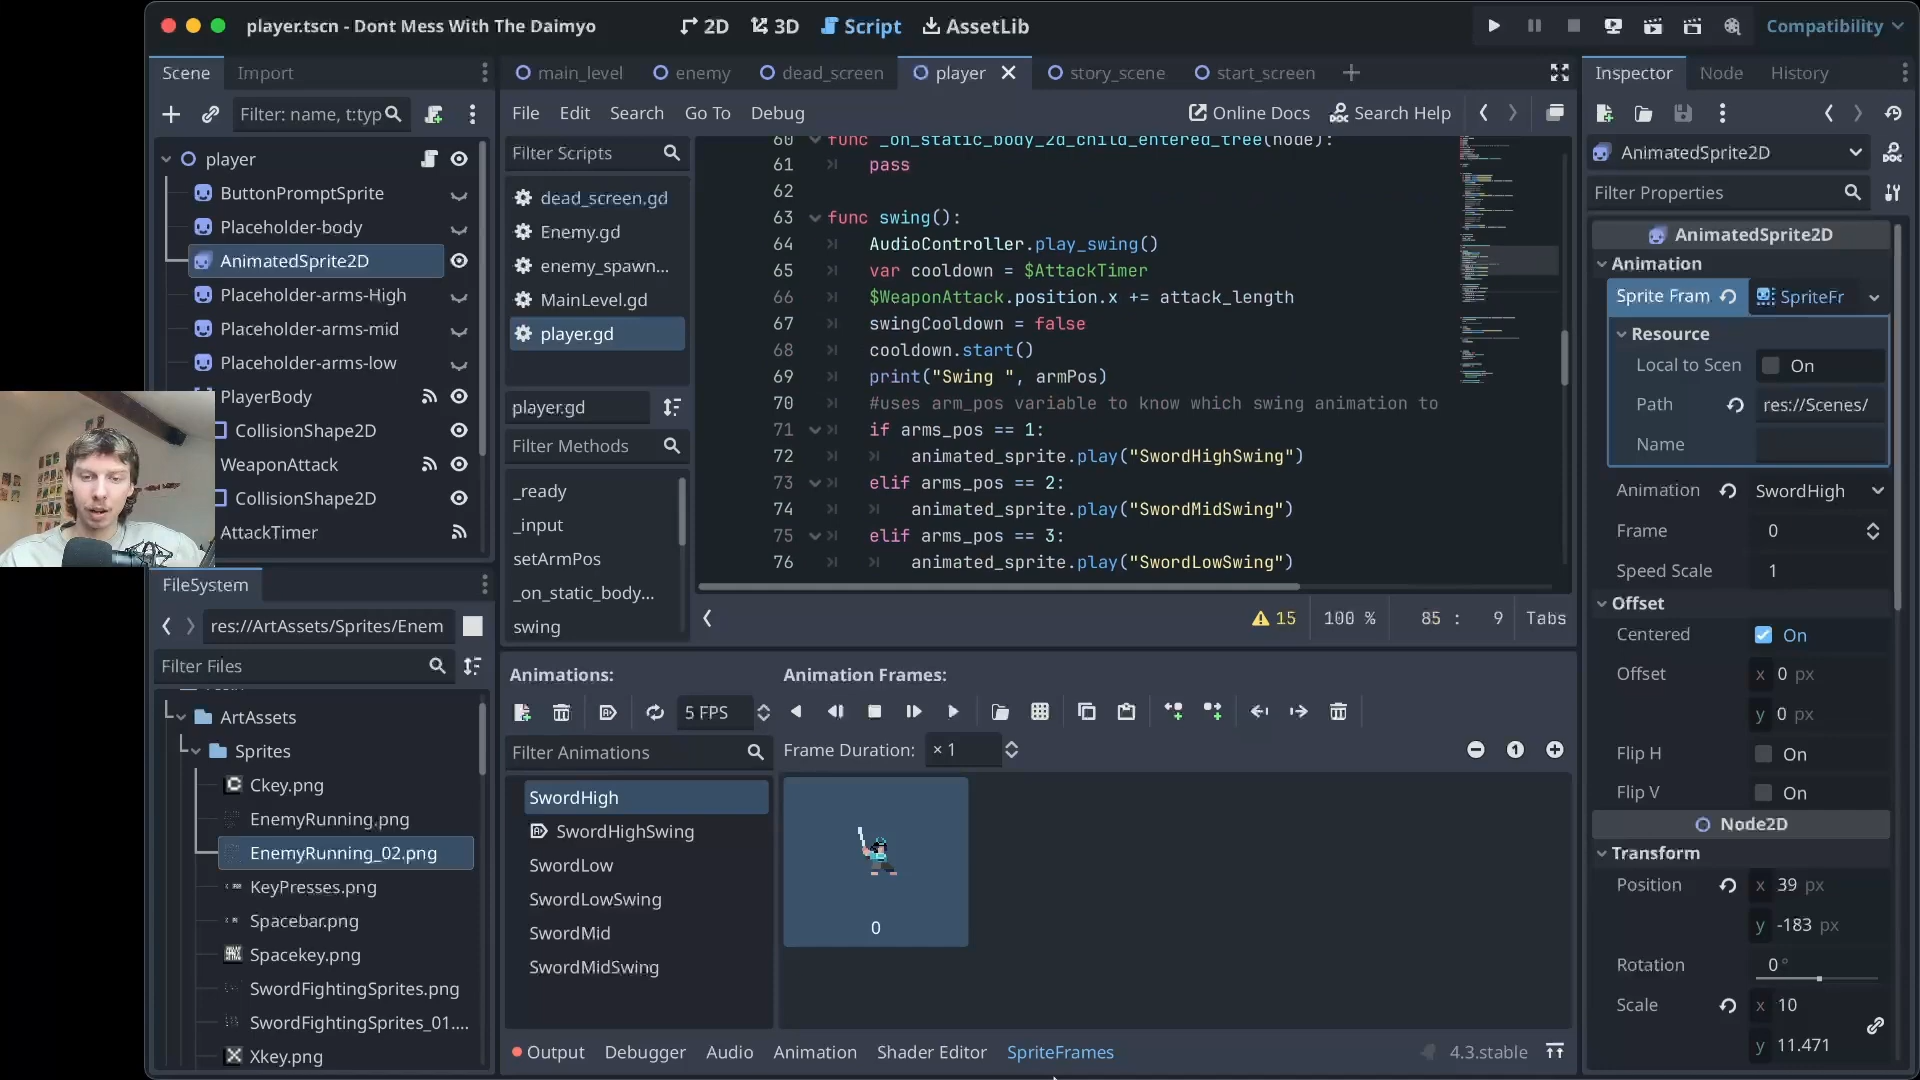 player.tscn - Dont Mess With The Daimyo
2D
3D
Script
AssetLib
Compatibility
Scene
Import
Filter: name, t:typ
player
ButtonPromptSprite
Placeholder-body
AnimatedSprite2D
Placeholder-arms-High
Placeholder-arms-mid
Placeholder-arms-low
PlayerBody
CollisionShape2D
WeaponAttack
CollisionShape2D
AttackTimer
FileSystem
res://ArtAssets/Sprites/Enem
Filter Files
ArtAssets
Sprites
Ckey.png
EnemyRunning.png
EnemyRunning_02.png
KeyPresses.png
Spacebar.png
Spacekey.png
SwordFightingSprites.png
SwordFightingSprites_01....
Xkey.png
main_level
enemy
dead_screen
player
story_scene
start_screen
File Edit Search Go To Debug
Online Docs
Search Help
Filter Scripts
dead_screen.gd
Enemy.gd
enemy_spawn...
MainLevel.gd
player.gd
player.gd
Filter Methods
_ready
_input
setArmPos
_on_static_body...
swing
60 func _on_static_body_2d_child_entered_tree(node):
61 pass
62
63 func swing():
64 AudioController.play_swing()
65 var cooldown = $AttackTimer
66 $WeaponAttack.position.x += attack_length
67 swingCooldown = false
68 cooldown.start()
69 print("Swing ", armPos)
70 #uses arm_pos variable to know which swing animation to
71 if arms_pos == 1:
72 animated_sprite.play("SwordHighSwing")
73 elif arms_pos == 2:
74 animated_sprite.play("SwordMidSwing")
75 elif arms_pos == 3:
76 animated_sprite.play("SwordLowSwing")
15
100 %
85 : 9
Tabs
Animations:
5 FPS
Filter Animations
SwordHigh
SwordHighSwing
SwordLow
SwordLowSwing
SwordMid
SwordMidSwing
Animation Frames:
Frame Duration: × 1
0
Output Debugger Audio Animation Shader Editor SpriteFrames
4.3.stable
Inspector
Node
History
AnimatedSprite2D
Filter Properties
AnimatedSprite2D
Animation
Sprite Fram
SpriteFr
Resource
Local to Scen
On
Path
res://Scenes/
Name
Animation
SwordHigh
Frame
0
Speed Scale
1
Offset
Centered
On
Offset
x 0 px
y 0 px
Flip H
On
Flip V
On
Node2D
Transform
Position
x 39 px
y -183 px
Rotation
0 °
Scale
x 10
y 11.471